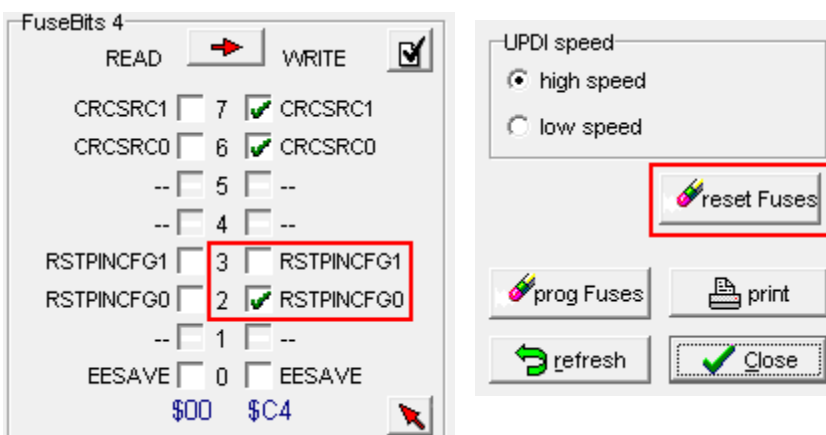 FuseBits 4
READ WRITE
CRCSRC1 7 CRCSRC1
CRCSRC0 6 CRCSRC0
-- 5 --
-- 4 --
RSTPINCFG1 3 RSTPINCFG1
RSTPINCFG0 2 RSTPINCFG0
-- 1 --
EESAVE 0 EESAVE
$00 $C4
UPDI speed
high speed
low speed
reset Fuses
prog Fuses print
refresh Close